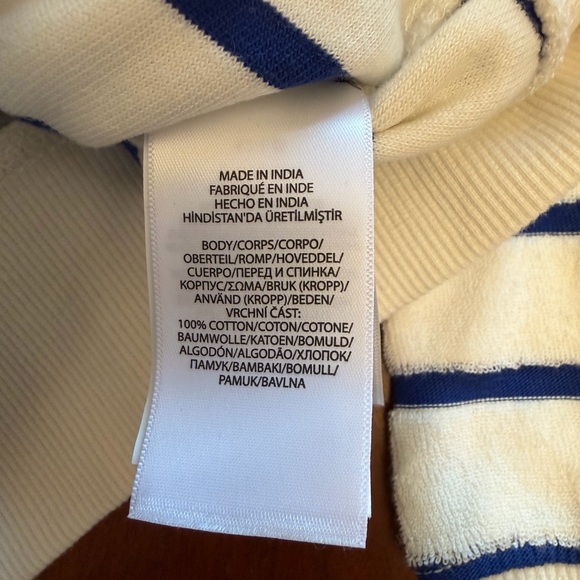 MADE IN INDIA
FABRIQUÉ EN INDE
HECHO EN INDIA
HİNDİSTAN'DA ÜRETİLMİŞTİR
BODY/CORPS/CORPO/
OBERTEIL/ROMP/HOVEDDEL/
CUERPO/ПЕРЕД И СПИНКА/
КОРПУС/ΣΩΜΑ/BRUK (KROPP)/
ANVÄND (KROPP)/BEDEN/
VRCHNÍ ČÁST:
100% COTTON/COTON/COTONE/
BAUMWOLLE/KATOEN/BOMULD/
ALGODÓN/ALGODÃO/ХЛОПОК/
ПАМУК/ΒΑΜΒΑΚΙ/BOMULL/
PAMUK/BAVLNA